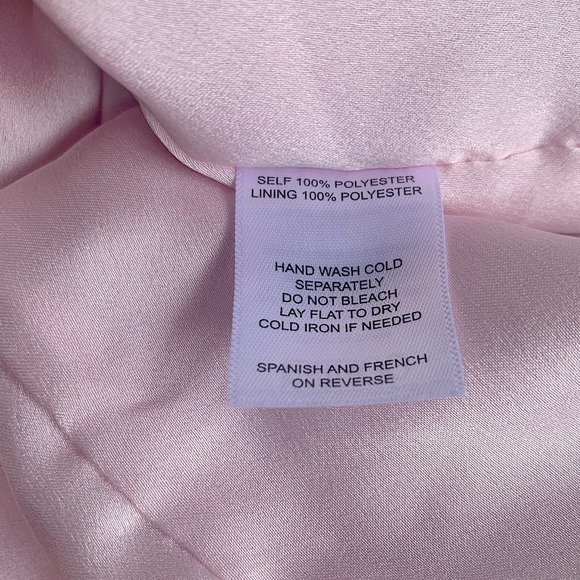 SELF 100% POLYESTER
LINING 100% POLYESTER
HAND WASH COLD
SEPARATELY
DO NOT BLEACH
LAY FLAT TO DRY
COLD IRON IF NEEDED
SPANISH AND FRENCH
ON REVERSE